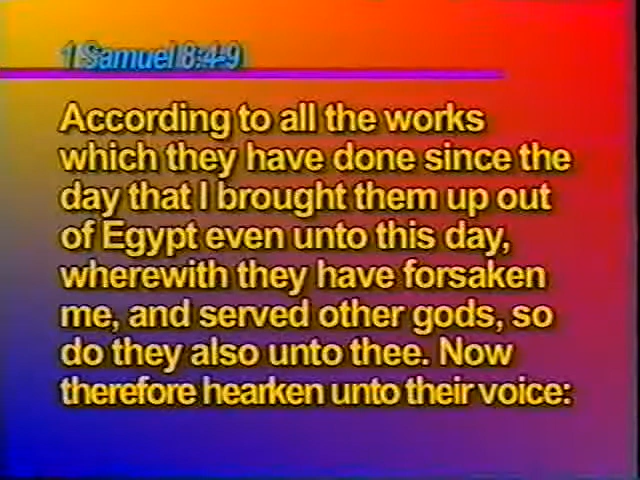 1 Samuel 8:4-9
According to all the works
which they have done since the
day that I brought them up out
of Egypt even unto this day,
wherewith they have forsaken
me, and served other gods, so
do they also unto thee. Now
therefore hearken unto their voice: